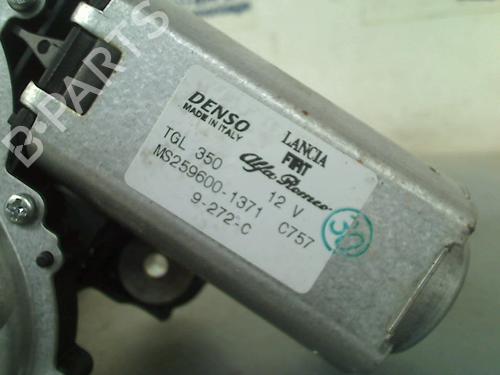 DENSO
MADE IN ITALY
LANCIA
FIAT
Alfa Romeo
TGL 350 12 V
MS259600-1371 C757
9-272-C
30
B-PARTS